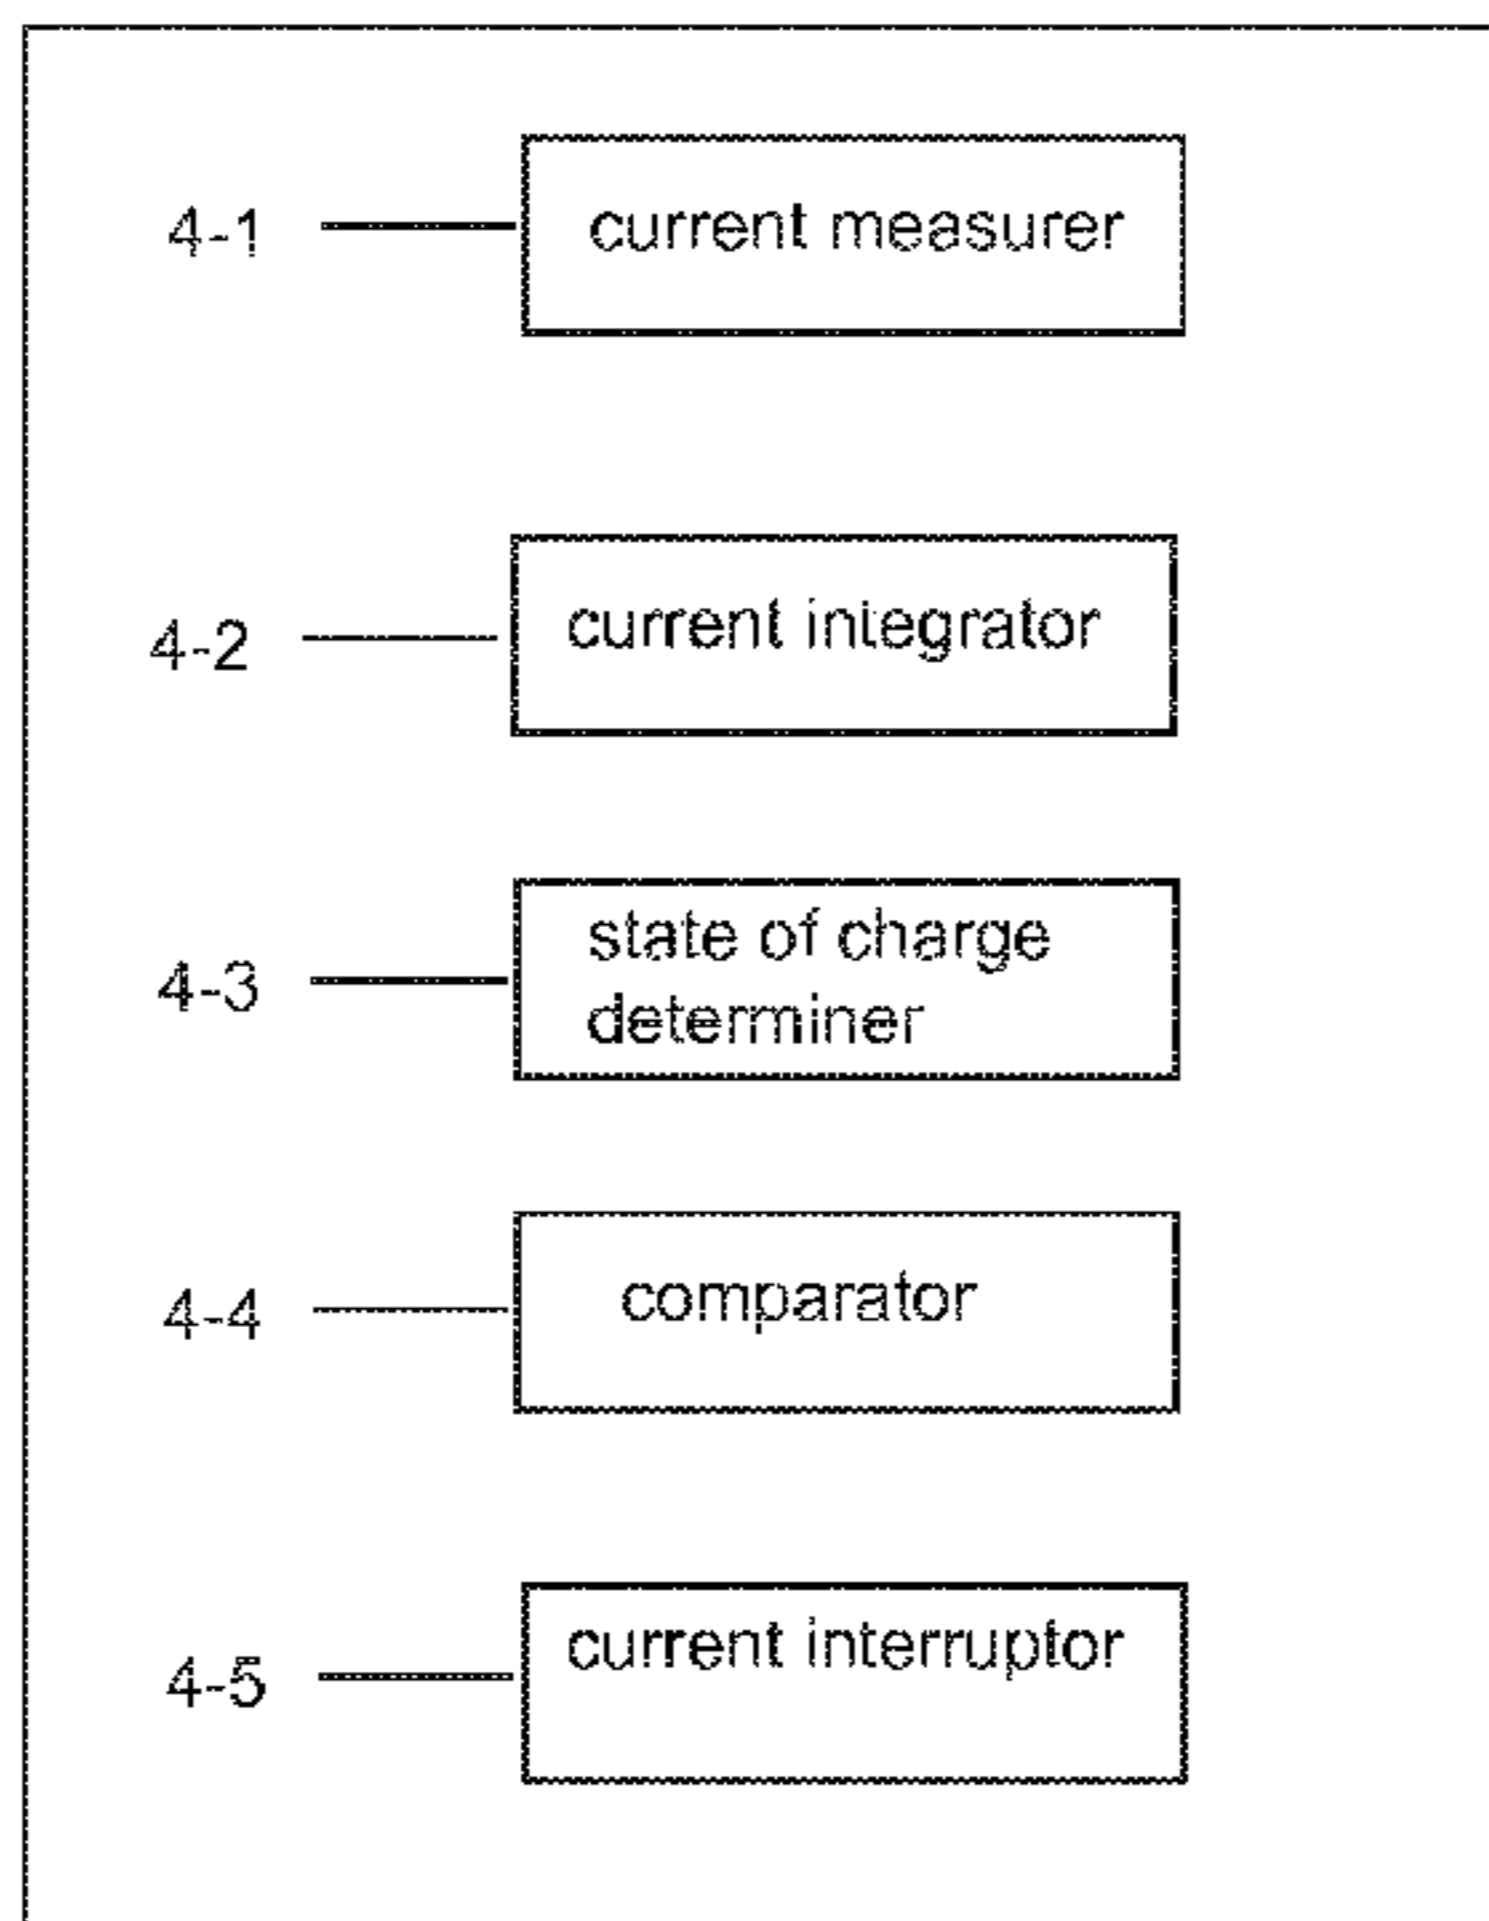 4-1 current measurer
4-2 current integrator
4-3 state of charge
determiner
4-4 comparator
4-5 current interruptor